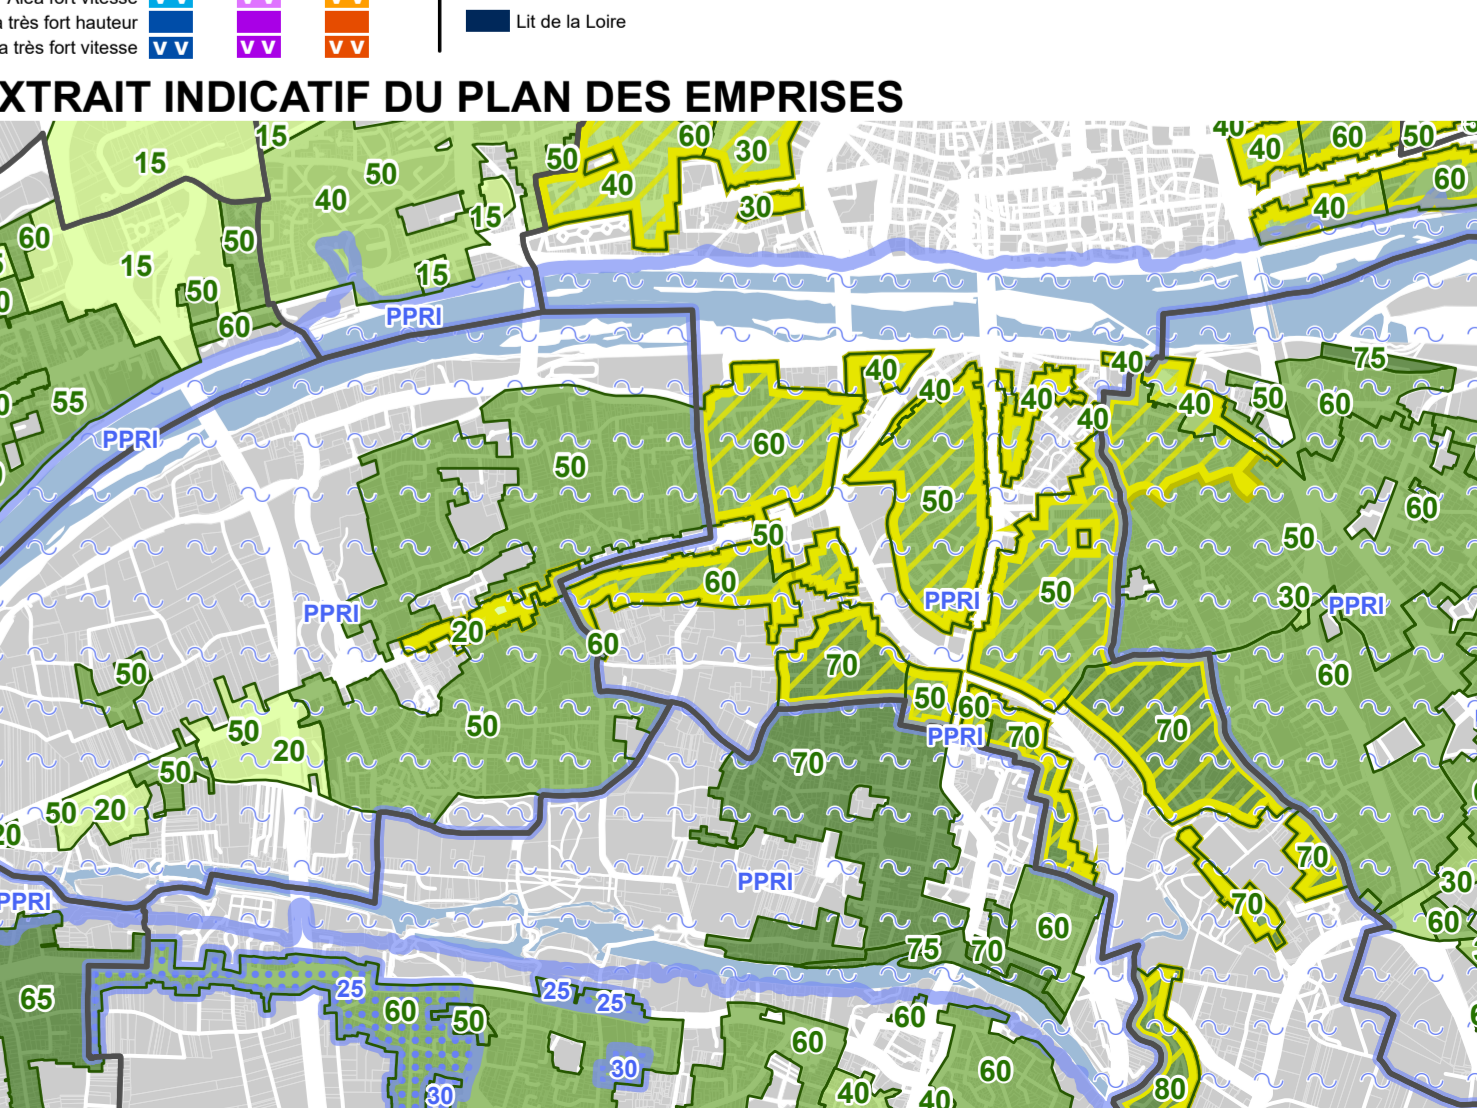 Aléa fort vitesse
V V V V V V
très fort hauteur
Lit de la Loire
a très fort vitesse
V V V V V V
XTRAIT INDICATIF DU PLAN DES EMPRISES
15 60 40
50 60 30 40 60 50
15 50 40 60
40 15 30 40
60 50
15 15
50 PPRI
60
40 40 75
55 40 40 40 50 60
PPRI 60 40
50 50 60
50 50
60 50
PPRI PPRI 30 PPRI
20 60
50 70 60
50 60
50 50 70
20 PPRI 70
50 70
50 20
20
70
PPRI 30
PPRI 70
60 60
75 70
65 25 25 25
60 50 60
60
30 60
30 40 40 80